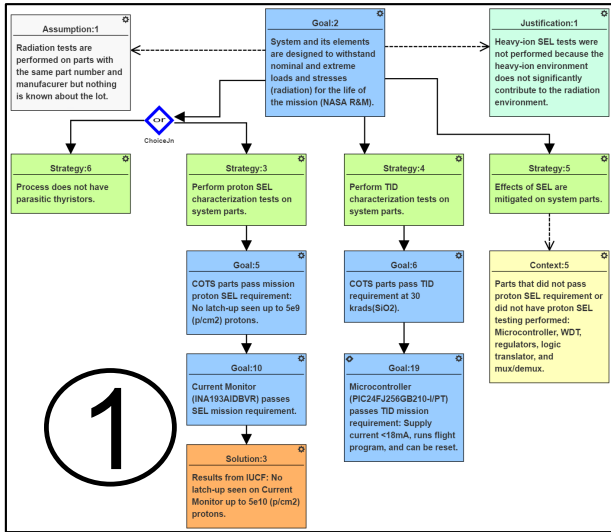 Assumption:1
Radiation tests are
performed on parts with
the same part number and
manufacurer but nothing
is known about the lot.
Goal:2
System and its elements
are designed to withstand
nominal and extreme
loads and stresses
(radiation) for the life of
the mission (NASA R&M).
Justification:1
Heavy-ion SEL tests were
not performed because the
heavy-ion environment
does not significantly
contribute to the radiation
environment.
or
ChoiceJn
Strategy:6
Process does not have
parasitic thyristors.
Strategy:3
Perform proton SEL
characterization tests on
system parts.
Strategy:4
Perform TID
characterization tests on
system parts.
Strategy:5
Effects of SEL are
mitigated on system parts.
Goal:5
COTS parts pass mission
proton SEL requirement:
No latch-up seen up to 5e9
(p/cm2) protons.
Goal:6
COTS parts pass TID
requirement at 30
krads(SiO2).
Context:5
Parts that did not pass
proton SEL requirement or
did not have proton SEL
testing performed:
Microcontroller, WDT,
regulators, logic
translator, and
mux/demux.
Goal:10
Current Monitor
(INA193AIDBVR) passes
SEL mission requirement.
Goal:19
Microcontroller
(PIC24FJ256GB210-I/PT)
passes TID mission
requirement: Supply
current <18mA, runs flight
program, and can be reset.
Solution:3
Results from IUCF: No
latch-up seen on Current
Monitor up to 5e10 (p/cm2)
protons.
1